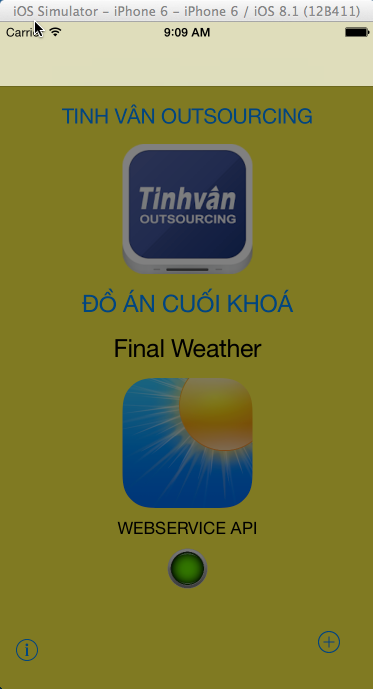 iOS Simulator – iPhone 6 – iPhone 6 / iOS 8.1 (12B411)
Carrier 9:09 AM
TINH VÂN OUTSOURCING
Tinhvân
OUTSOURCING
ĐỒ ÁN CUỐI KHOÁ
Final Weather
WEBSERVICE API